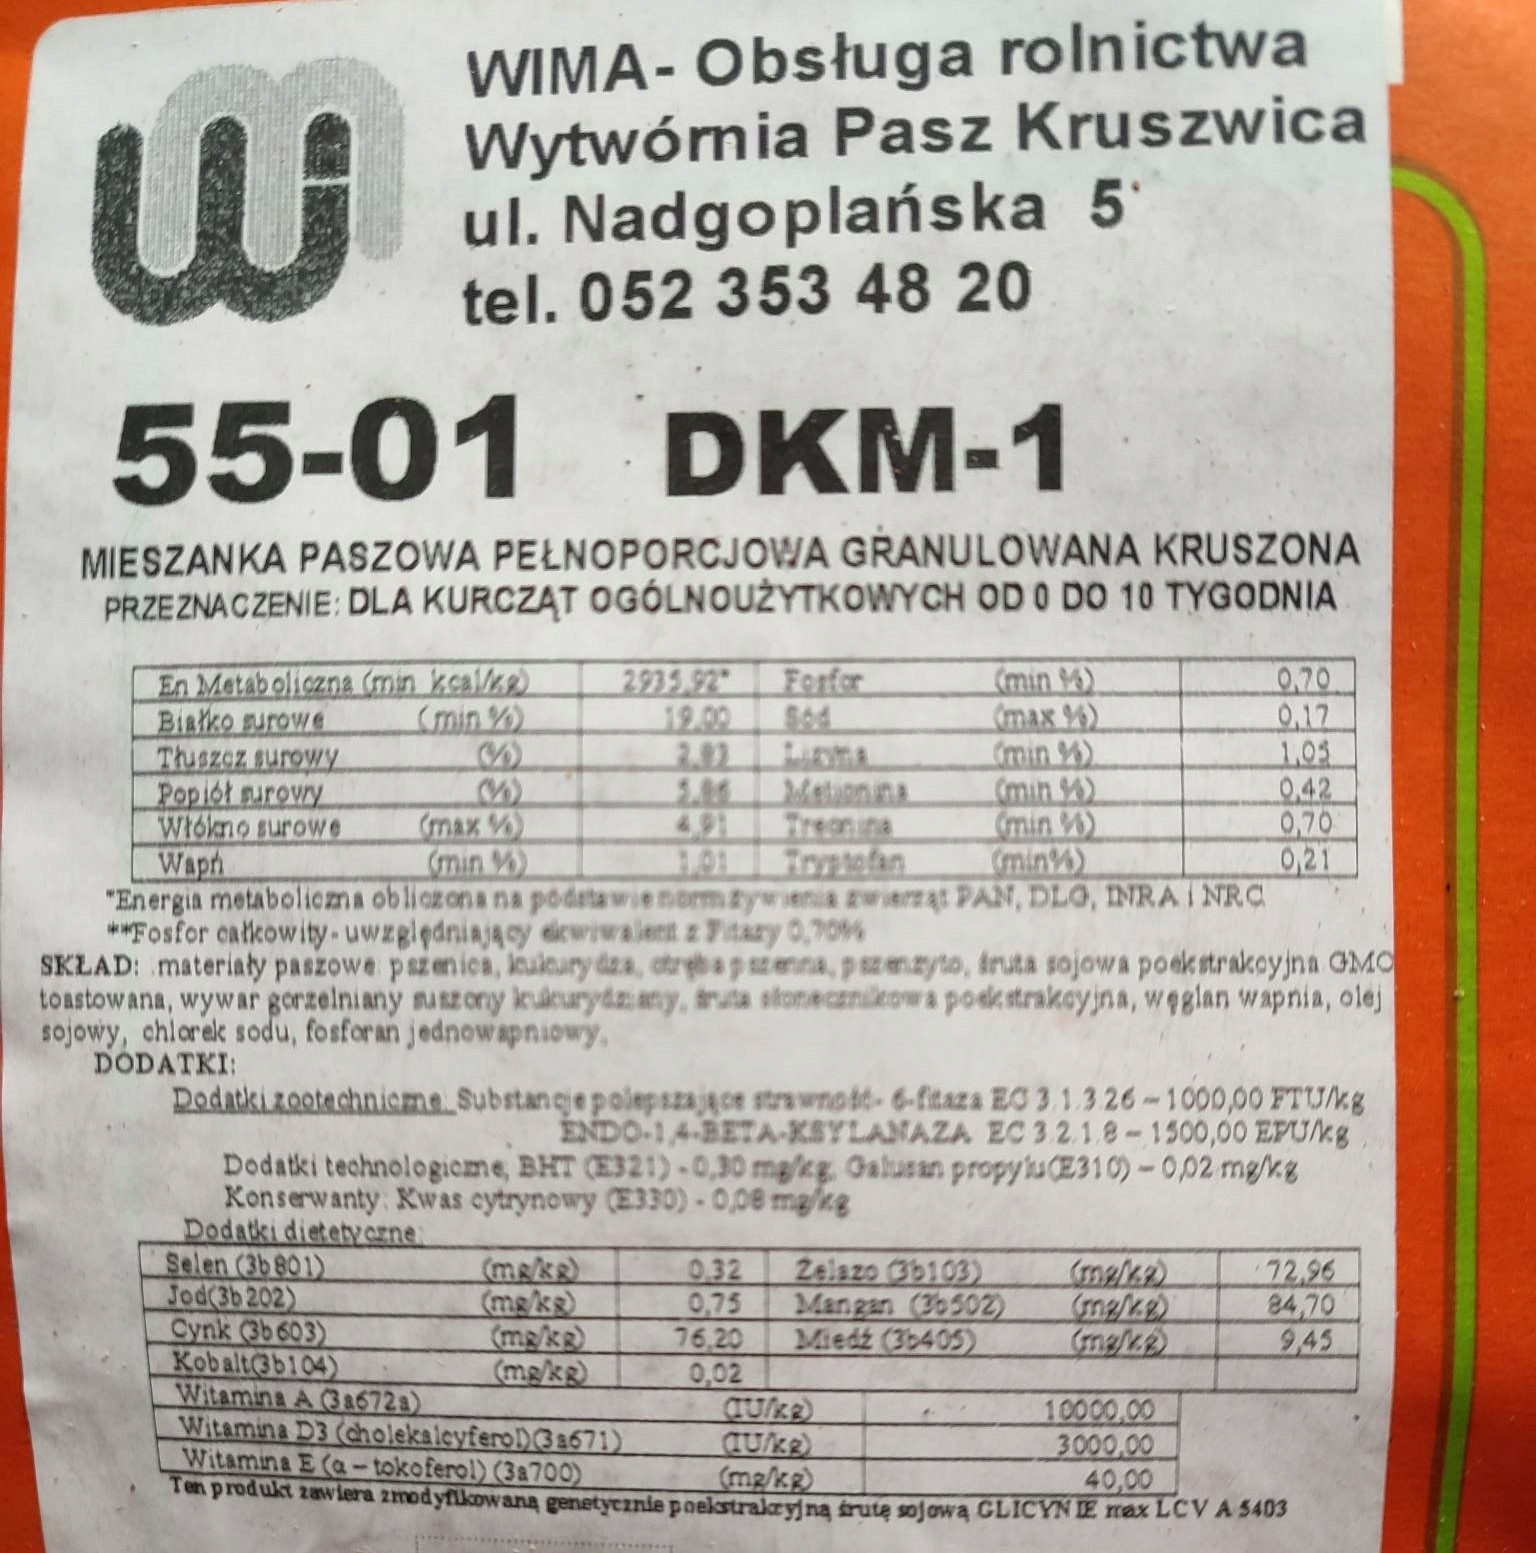 WIMA- Obsługa rolnictwa
Wytwórnia Pasz Kruszwica
ul. Nadgoplańska 5
tel. 052 353 48 20
55-01 DKM-1
MIESZANKA PASZOWA PEŁNOPORCJOWA GRANULOWANA KRUSZONA
PRZEZNACZENIE: DLA KURCZĄT OGÓLNOUŻYTKOWYCH OD 0 DO 10 TYGODNIA
En Metaboliczna (min kcal/kg) 2935,92* Fosfor (min %) 0,70
Białko surowe (min %) 19,00 Sód (max %) 0,17
Tłuszcz surowy (%) 2,83 Lizyna (min %) 1,05
Popiół surowy (%) 5,86 Metionina (min %) 0,42
Włókno surowe (max %) 4,91 Treonina (min %) 0,70
Wapń (min %) 1,01 Tryptofan (min%) 0,21
*Energia metaboliczna obliczona na podstawie norm żywienia zwierząt PAN, DLG, INRA i NRC
**Fosfor całkowity - uwzględniający ekwiwalent z Fitazy 0,70%
SKŁAD: materiały paszowe: pszenica, kukurydza, otręba pszenna, pszenżyto, śruta sojowa poekstrakcyjna GMO
toastowana, wywar gorzelniany suszony kukurydziany, śruta słonecznikowa poekstrakcyjna, węglan wapnia, olej
sojowy, chlorek sodu, fosforan jednowapniowy,
DODATKI:
Dodatki zootechniczne: Substancje polepszające strawność- 6-fitaza EC 3.1.3.26 – 1000,00 FTU/kg
ENDO-1,4-BETA-KSYLANAZA EC 3.2.1.8 – 1500,00 EPU/kg
Dodatki technologiczne; BHT (E321) - 0,30 mg/kg, Galusan propylu(E310) – 0,02 mg/kg
Konserwanty: Kwas cytrynowy (E330) - 0,08 mg/kg
Dodatki dietetyczne:
Selen (3b801) (mg/kg) 0,32 Żelazo (3b103) (mg/kg) 72,96
Jod(3b202) (mg/kg) 0,75 Mangan (3b502) (mg/kg) 84,70
Cynk (3b603) (mg/kg) 76,20 Miedź (3b405) (mg/kg) 9,45
Kobalt(3b104) (mg/kg) 0,02
Witamina A (3a672a) (IU/kg) 10000,00
Witamina D3 (cholekalcyferol)(3a671) (IU/kg) 3000,00
Witamina E (α – tokoferol) (3a700) (mg/kg) 40,00
Ten produkt zawiera zmodyfikowaną genetycznie poekstrakcyjną śrutę sojową GLICYNIE max LCV A 5403